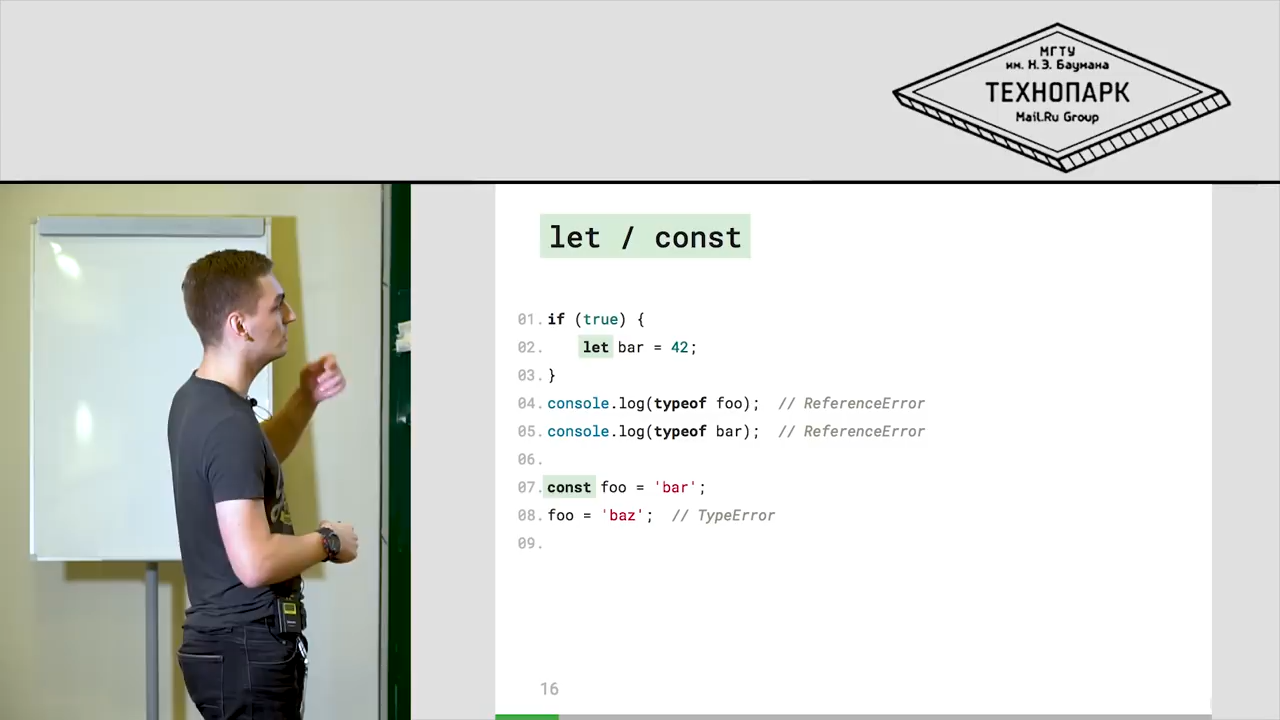 МГТУ
им. Н.Э. Баумана
ТЕХНОПАРК
Mail.Ru Group
let / const
01. if (true) {
02. let bar = 42;
03. }
04. console.log(typeof foo); // ReferenceError
05. console.log(typeof bar); // ReferenceError
06.
07. const foo = 'bar';
08. foo = 'baz'; // TypeError
09.
16